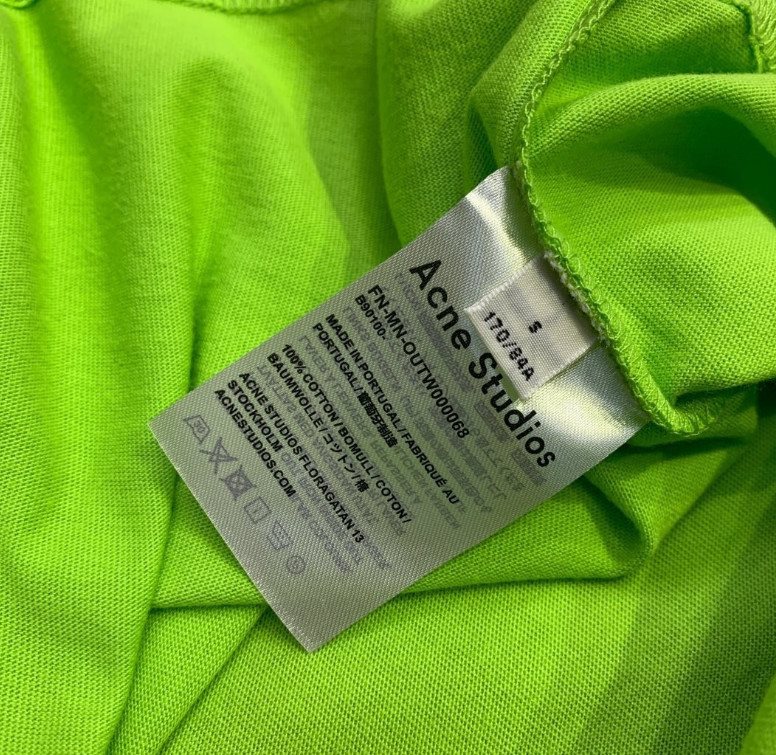 Acne Studios
S
170/84A
FN-MN-OUTW000068
B90100-
MADE IN PORTUGAL/FABRIQUÉ AU
PORTUGAL/葡萄牙制造
100% COTTON/BOMULL/COTON/
BAUMWOLLE/コットン/棉
ACNE STUDIOS FLORAGATAN 13
STOCKHOLM
ACNESTUDIOS.COM